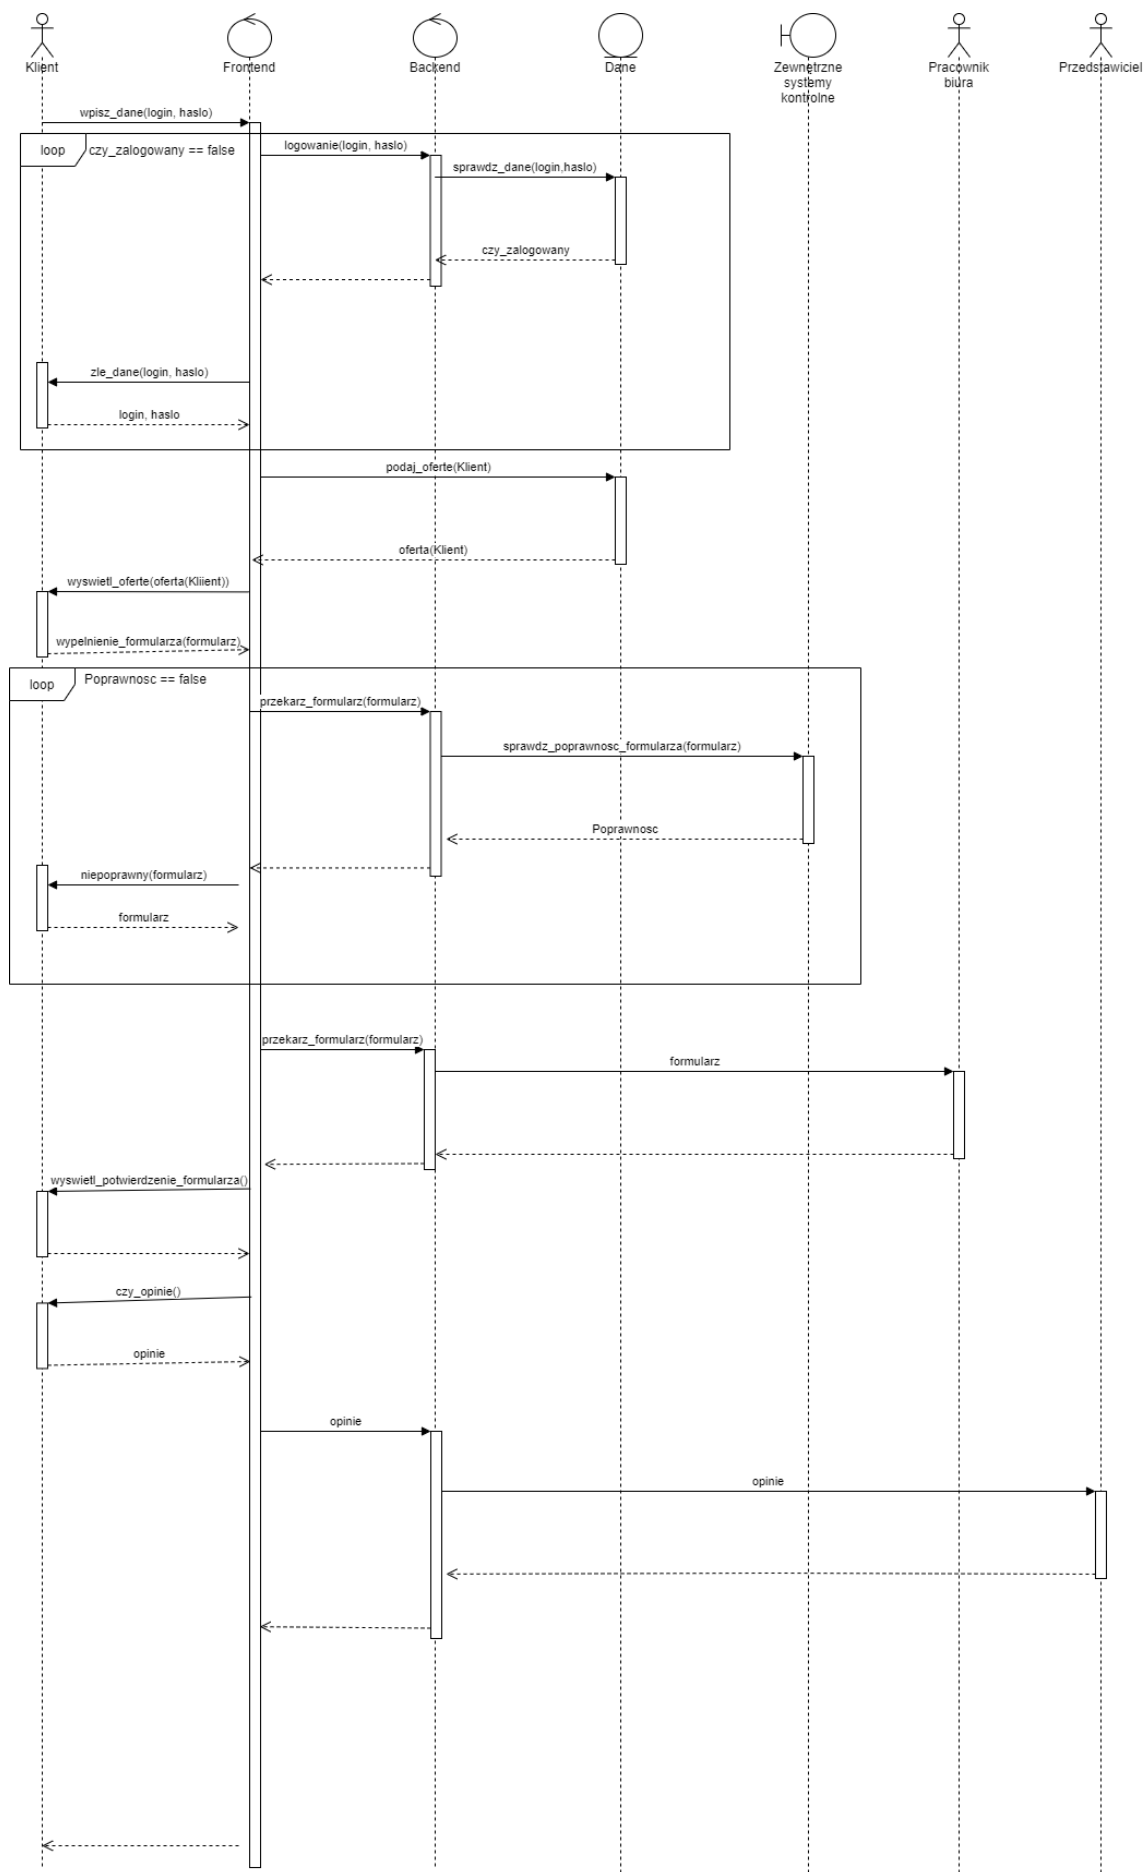 Klient
Frontend
Backend
Dane
Zewnętrzne
systemy
kontrolne
Pracownik
biura
Przedstawiciel
wpisz_dane(login, haslo)
loop
czy_zalogowany == false
logowanie(login, haslo)
sprawdz_dane(login,haslo)
czy_zalogowany
zle_dane(login, haslo)
login, haslo
podaj_oferte(Klient)
oferta(Klient)
wyswietl_oferte(oferta(Kliient))
wypelnienie_formularza(formularz)
loop
Poprawnosc == false
przekarz_formularz(formularz)
sprawdz_poprawnosc_formularza(formularz)
Poprawnosc
niepoprawny(formularz)
formularz
przekarz_formularz(formularz)
formularz
wyswietl_potwierdzenie_formularza()
czy_opinie()
opinie
opinie
opinie